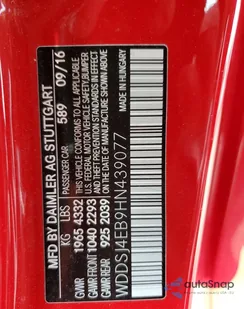 MFG BY DAIMLER AG STUTTGART
PASSENGER CAR 589 09/16
KG LBS
GVWR 1965 4332
GAWR FRONT 1040 2293
GAWR REAR 925 2039
THIS VEHICLE CONFORMS TO ALL
APPLICABLE U.S. FEDERAL MOTOR
VEHICLE SAFETY, BUMPER,
AND THEFT PREVENTION
STANDARDS IN EFFECT ON
THE DATE OF MANUFACTURE
SHOWN ABOVE.
WDDSJ4EB9HN439077
MADE IN HUNGARY
autoSnap